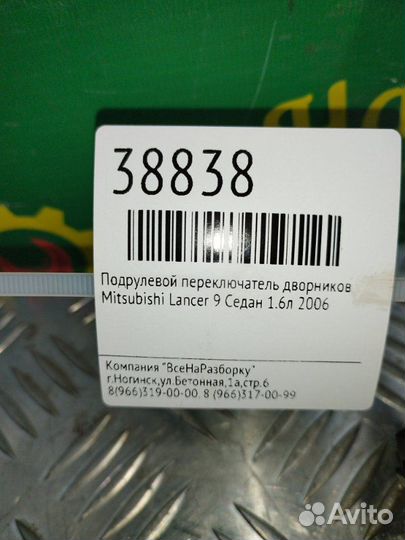 38838
Подрулевой переключатель дворников
Mitsubishi Lancer 9 Седан 1.6л 2006
Компания "ВсеНаРазборку"
г.Ногинск,ул.Бетонная,1а,стр.6
8(966)319-00-00, 8 (966)317-00-99
Avito